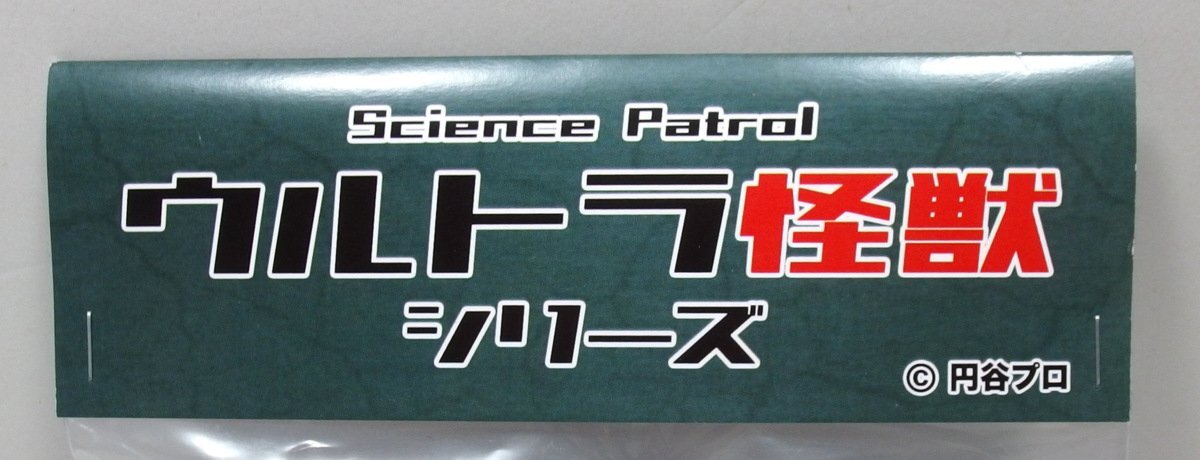 Science Patrol
ウルトラ怪獣
シリーズ
© 円谷プロ